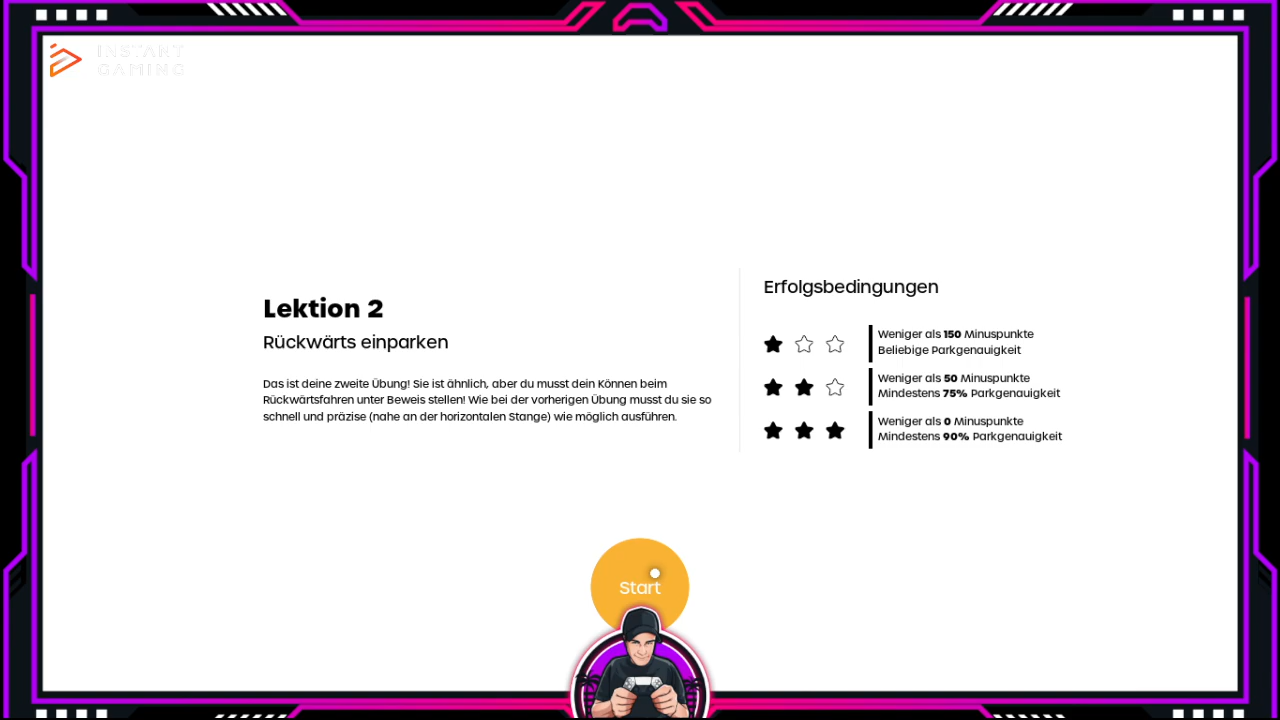 INSTANT
GAMING
Lektion 2
Rückwärts einparken
Das ist deine zweite Übung! Sie ist ähnlich, aber du musst dein Können beim
Rückwärtsfahren unter Beweis stellen! Wie bei der vorherigen Übung musst du sie so
schnell und präzise (nahe an der horizontalen Stange) wie möglich ausführen.
Erfolgsbedingungen
Weniger als 150 Minuspunkte
Beliebige Parkgenauigkeit
Weniger als 50 Minuspunkte
Mindestens 75% Parkgenauigkeit
Weniger als 0 Minuspunkte
Mindestens 90% Parkgenauigkeit
Start